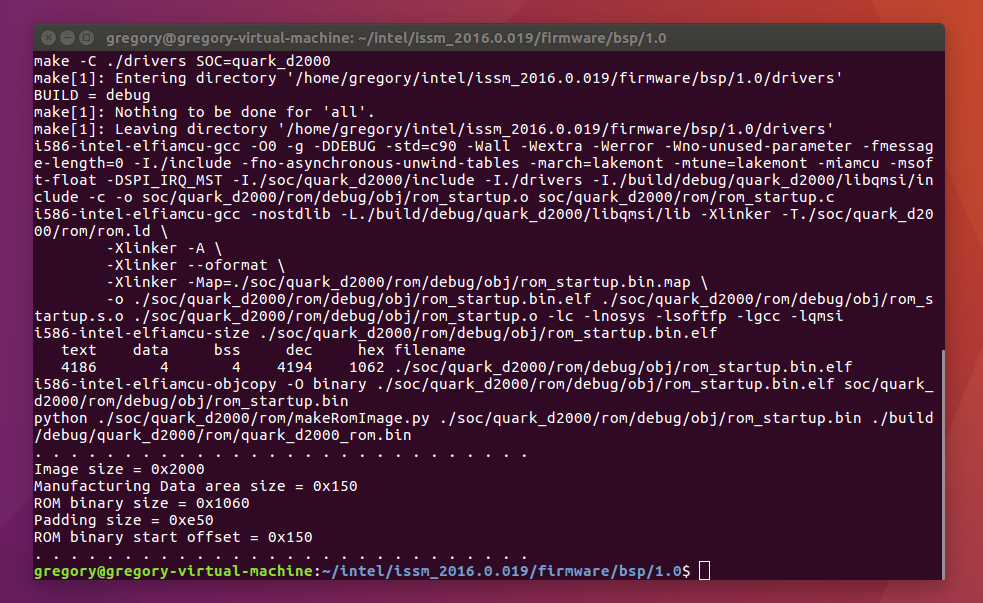 gregory@gregory-virtual-machine: ~/intel/issm_2016.0.019/firmware/bsp/1.0
make -C ./drivers SOC=quark_d2000
make[1]: Entering directory '/home/gregory/intel/issm_2016.0.019/firmware/bsp/1.0/drivers'
BUILD = debug
make[1]: Nothing to be done for 'all'.
make[1]: Leaving directory '/home/gregory/intel/issm_2016.0.019/firmware/bsp/1.0/drivers'
i586-intel-elfiamcu-gcc -O0 -g -DDEBUG -std=c90 -Wall -Wextra -Werror -Wno-unused-parameter -fmessag
e-length=0 -I./include -fno-asynchronous-unwind-tables -march=lakemont -mtune=lakemont -miamcu -msof
t-float -DSPI_IRQ_MST -I./soc/quark_d2000/include -I./drivers -I./build/debug/quark_d2000/libqmsi/in
clude -c -o soc/quark_d2000/rom/debug/obj/rom_startup.o soc/quark_d2000/rom/rom_startup.c
i586-intel-elfiamcu-gcc -nostdlib -L./build/debug/quark_d2000/libqmsi/lib -Xlinker -T./soc/quark_d20
00/rom/rom.ld \
        -Xlinker -A \
        -Xlinker --oformat \
        -Xlinker -Map=./soc/quark_d2000/rom/debug/obj/rom_startup.bin.map \
        -o ./soc/quark_d2000/rom/debug/obj/rom_startup.bin.elf ./soc/quark_d2000/rom/debug/obj/rom_s
tartup.s.o ./soc/quark_d2000/rom/debug/obj/rom_startup.o -lc -lnosys -lsoftfp -lgcc -lqmsi
i586-intel-elfiamcu-size ./soc/quark_d2000/rom/debug/obj/rom_startup.bin.elf
   text    data     bss     dec     hex filename
   4186       4       4    4194    1062 ./soc/quark_d2000/rom/debug/obj/rom_startup.bin.elf
i586-intel-elfiamcu-objcopy -O binary ./soc/quark_d2000/rom/debug/obj/rom_startup.bin.elf soc/quark_
d2000/rom/debug/obj/rom_startup.bin
python ./soc/quark_d2000/rom/makeRomImage.py ./soc/quark_d2000/rom/debug/obj/rom_startup.bin ./build
/debug/quark_d2000/rom/quark_d2000_rom.bin
. . . . . . . . . . . . . . . . . . . . . . . . . . . .
Image size = 0x2000
Manufacturing Data area size = 0x150
ROM binary size = 0x1060
Padding size = 0xe50
ROM binary start offset = 0x150
. . . . . . . . . . . . . . . . . . . . . . . . . . . .
gregory@gregory-virtual-machine:~/intel/issm_2016.0.019/firmware/bsp/1.0$